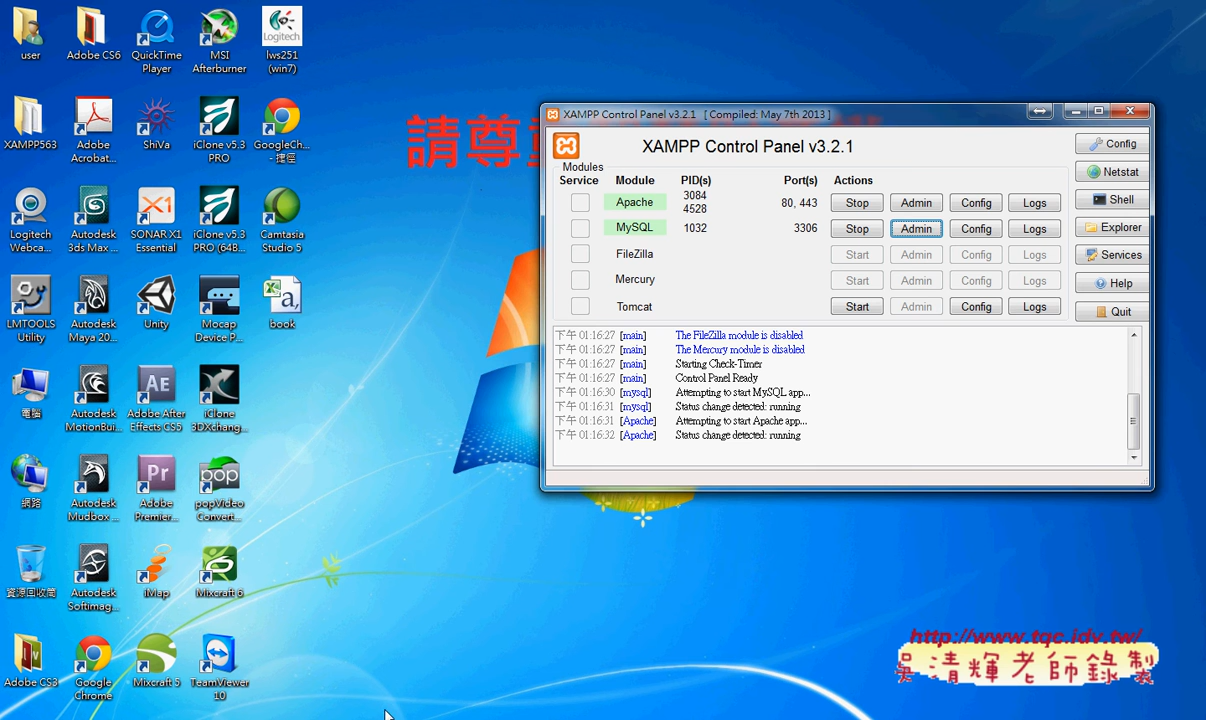 user
Adobe CS6
QuickTime
Player
MSI
Afterburner
Logitech
lws251
(win7)
XAMPP563
Adobe
Acrobat...
ShiVa
iClone v5.3
PRO
GoogleCh...
- 捷徑
Logitech
Webca...
Autodesk
3ds Max ...
SONAR X1
Essential
iClone v5.3
PRO (64B...
Camtasia
Studio 5
LMTOOLS
Utility
Autodesk
Maya 20...
Unity
Mocap
Device P...
book
電腦
Autodesk
MotionBui...
Adobe After
Effects CS5
iClone
3DXchang...
網路
Autodesk
Mudbox ...
Adobe
Premier...
popVideo
Convert...
資源回收筒
Autodesk
Softimag...
iMap
Mixcraft 6
Adobe CS3
Google
Chrome
Mixcraft 5
TeamViewer
10
請尊
XAMPP Control Panel v3.2.1 [ Compiled: May 7th 2013 ]
XAMPP Control Panel v3.2.1
Modules
Service Module PID(s) Port(s) Actions
Apache 3084 4528 80, 443 Stop Admin Config Logs
MySQL 1032 3306 Stop Admin Config Logs
FileZilla Start Admin Config Logs
Mercury Start Admin Config Logs
Tomcat Start Admin Config Logs
Config
Netstat
Shell
Explorer
Services
Help
Quit
下午 01:16:27 [main] The FileZilla module is disabled
下午 01:16:27 [main] The Mercury module is disabled
下午 01:16:27 [main] Starting Check-Timer
下午 01:16:27 [main] Control Panel Ready
下午 01:16:30 [mysql] Attempting to start MySQL app...
下午 01:16:31 [mysql] Status change detected: running
下午 01:16:31 [Apache] Attempting to start Apache app...
下午 01:16:32 [Apache] Status change detected: running
http://www.tqc.idv.tw/
吳清輝老師錄製